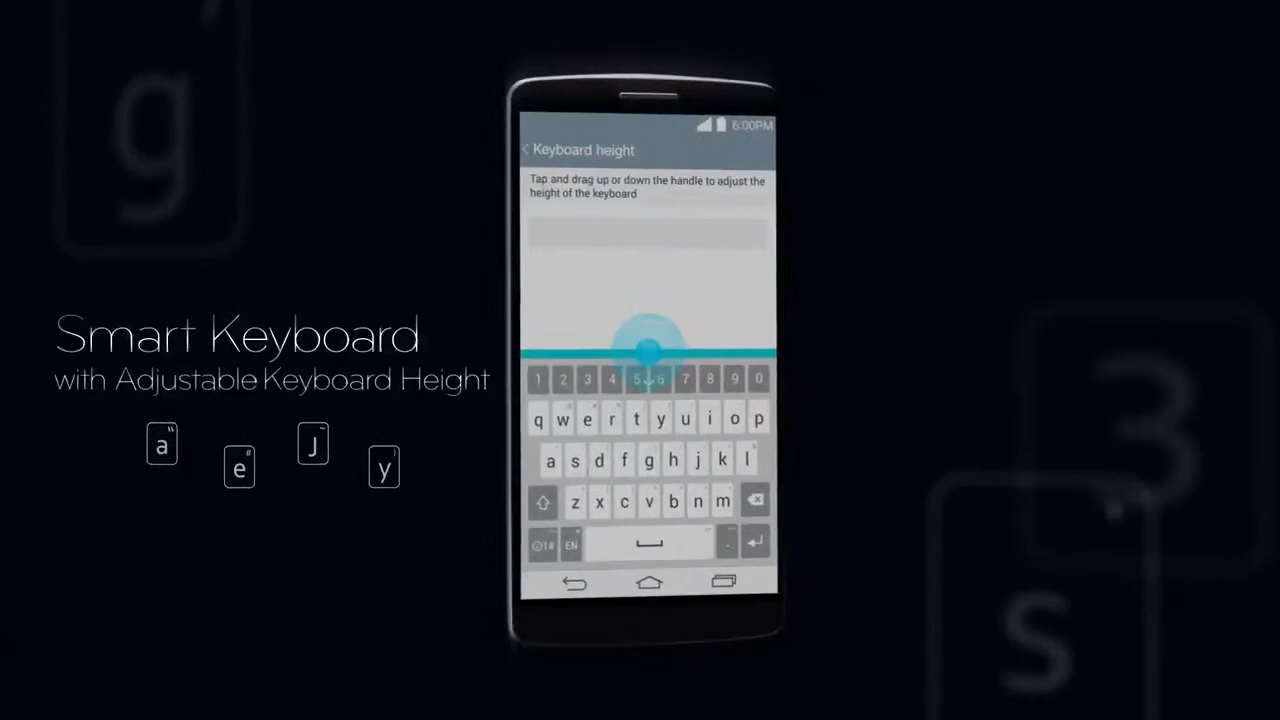 g
Smart Keyboard
with Adjustable Keyboard Height
a e J y
6:00PM
Keyboard height
Tap and drag up or down the handle to adjust the
height of the keyboard
1 2 3 4 5 6 7 8 9 0
q w e r t y u i o p
a s d f g h j k l
z x c v b n m
1# EN .
3
s